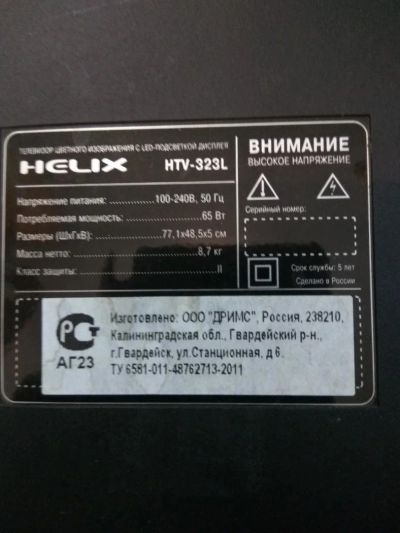 ТЕЛЕВИЗОР ЦВЕТНОГО ИЗОБРАЖЕНИЯ С LED-ПОДСВЕТКОЙ ДИСПЛЕЯ
HELIX HTV-323L
Напряжение питания: 100-240В, 50 Гц
Потребляемая мощность: 65 Вт
Размеры (ШхГхВ): 77,1х48,5х5 см
Масса нетто: 8,7 кг
Класс защиты: II
ВНИМАНИЕ
ВЫСОКОЕ НАПРЯЖЕНИЕ
Серийный номер:
Срок службы: 5 лет
Сделано в России
РСТ
АГ23
Изготовлено: ООО "ДРИМС", Россия, 238210,
Калининградская обл., Гвардейский р-н.,
г.Гвардейск, ул.Станционная, д.6.
ТУ 6581-011-48762713-2011